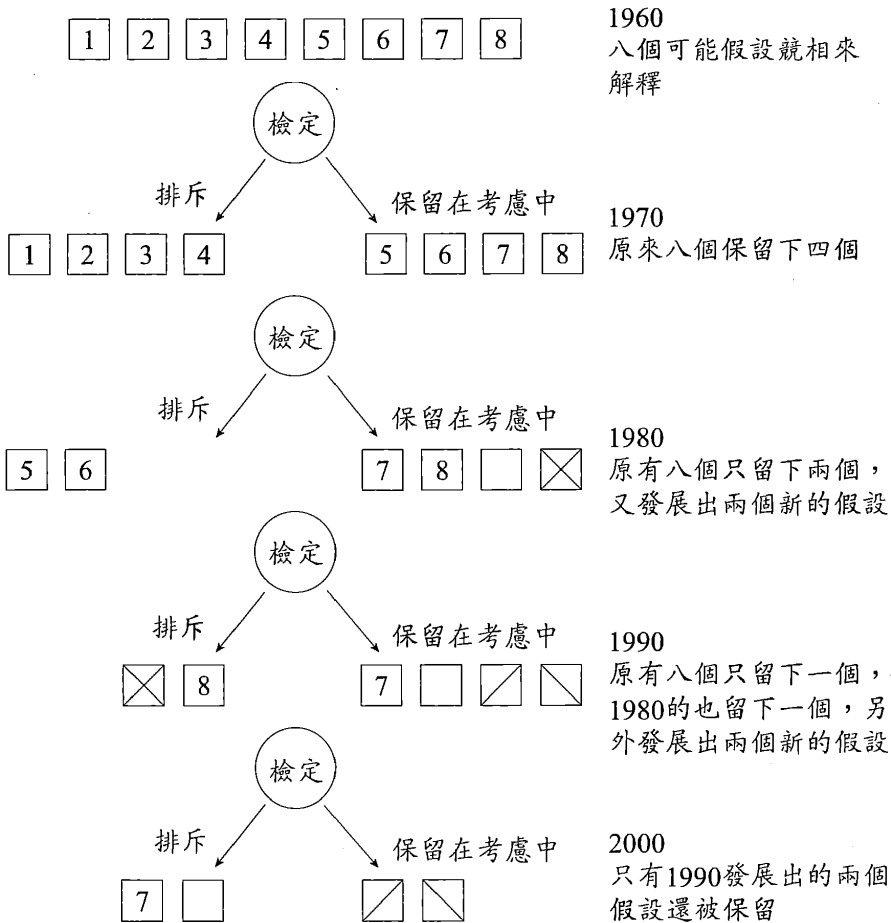 1 2 3 4 5 6 7 8
1960
八個可能假設競相來
解釋
檢定
排斥
保留在考慮中
1 2 3 4
5 6 7 8
1970
原來八個保留下四個
檢定
排斥
保留在考慮中
5 6
7 8
1980
原有八個只留下兩個，
又發展出兩個新的假設
檢定
排斥
保留在考慮中
8
7
1990
原有八個只留下一個，
1980的也留下一個，另
外發展出兩個新的假設
檢定
排斥
保留在考慮中
7
2000
只有1990發展出的兩個
假設還被保留